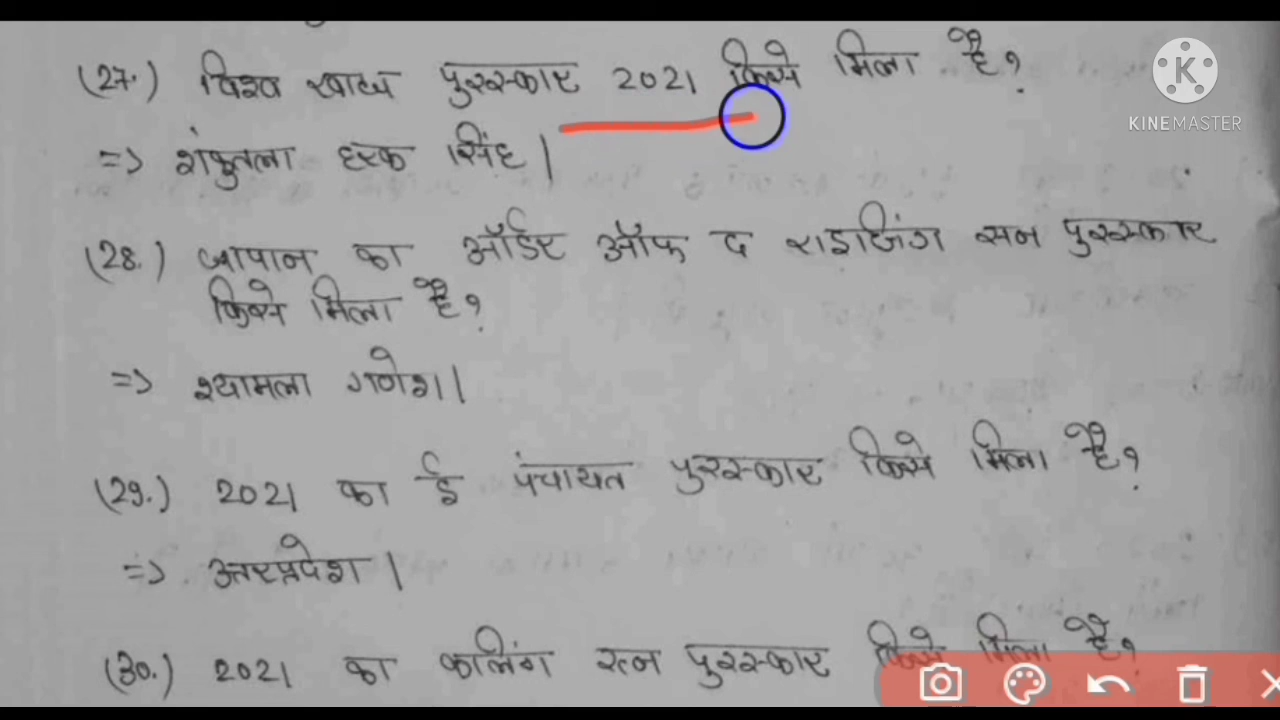 (27.) विश्व खाद्य पुरस्कार 2021 किसे मिला है?
=> शंकुतला हरक सिंह |
(28.) जापान का ऑर्डर ऑफ द राइजिंग सन पुरस्कार
किसे मिला है?
=> श्यामला गणेश |
(29.) 2021 का ई पंचायत पुरस्कार किसे मिला है?
=> उत्तरप्रदेश |
(30.) 2021 का कलिंग रत्न पुरस्कार किसे मिला है?
K
KINEMASTER